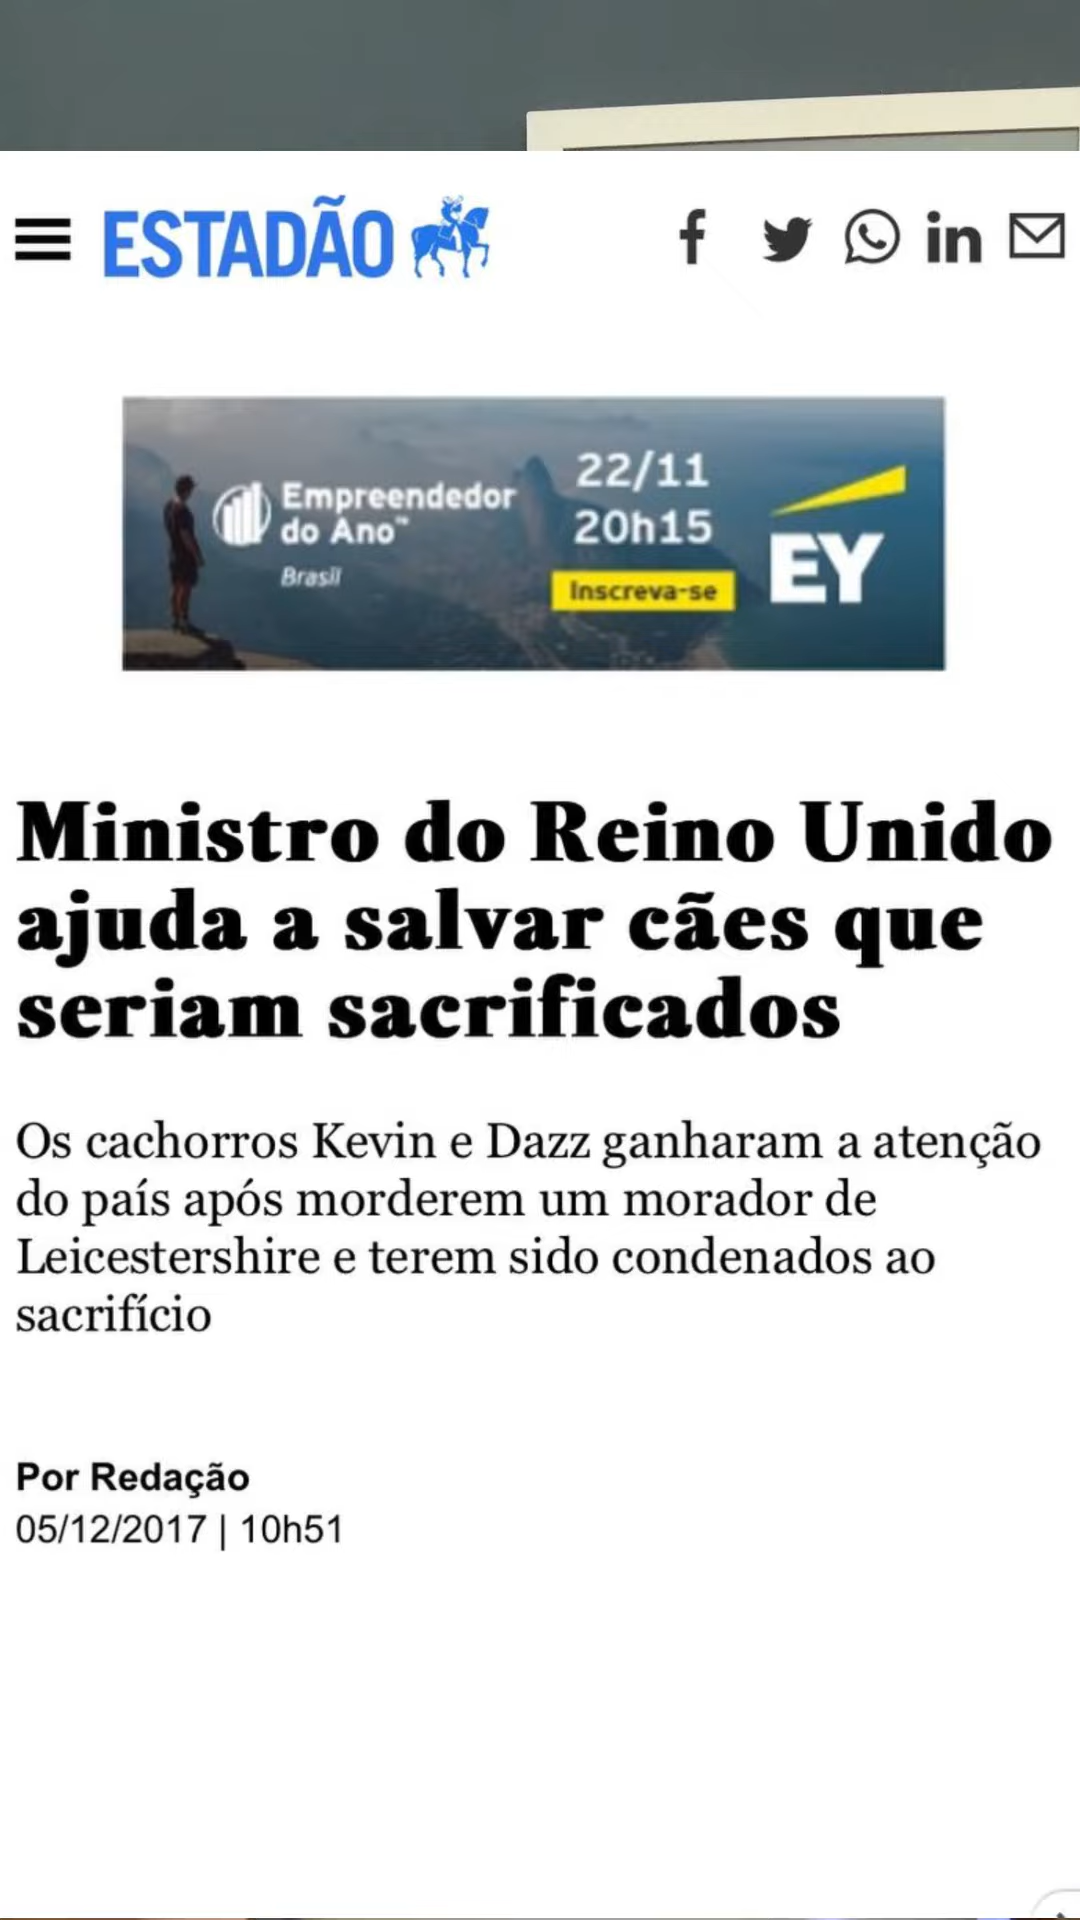 ESTADÃO
Empreendedor
do Ano™
Brasil
22/11
20h15
Inscreva-se
EY
Ministro do Reino Unido
ajuda a salvar cães que
seriam sacrificados
Os cachorros Kevin e Dazz ganharam a atenção
do país após morderem um morador de
Leicestershire e terem sido condenados ao
sacrifício
Por Redação
05/12/2017 | 10h51